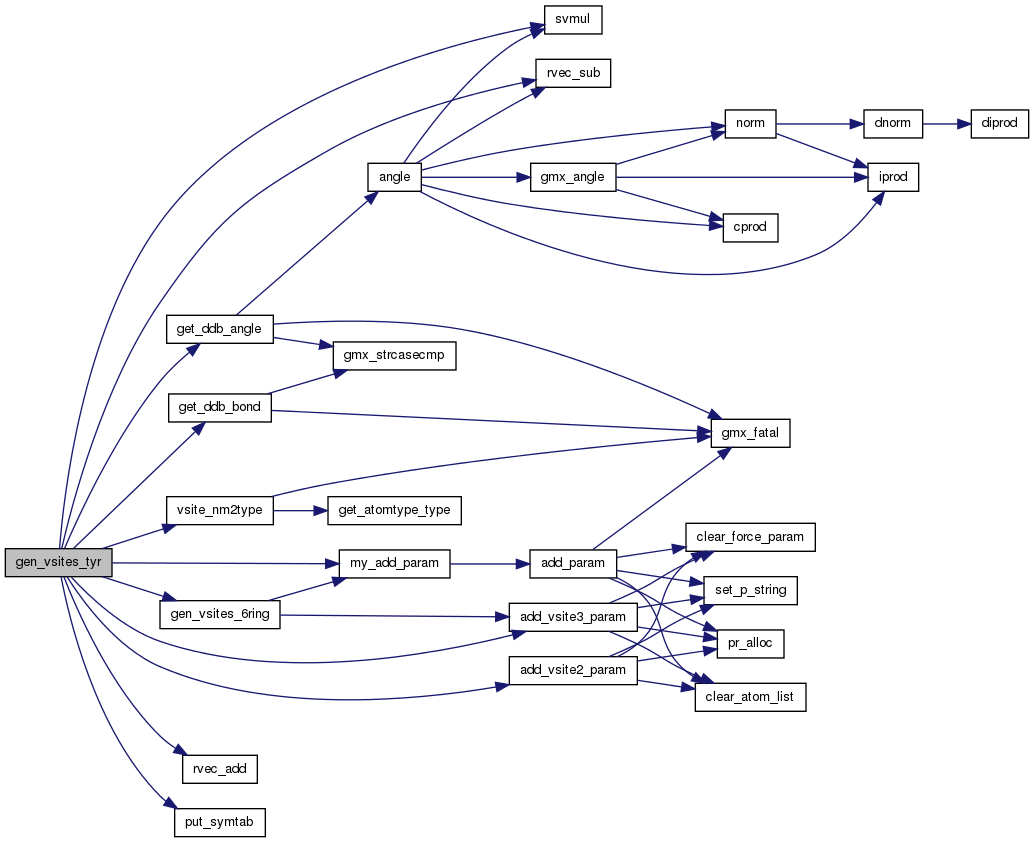 svmul
rvec_sub
norm
dnorm
diprod
angle
gmx_angle
iprod
cprod
get_ddb_angle
gmx_strcasecmp
get_ddb_bond
gmx_fatal
vsite_nm2type
get_atomtype_type
clear_force_param
gen_vsites_tyr
my_add_param
add_param
set_p_string
gen_vsites_6ring
add_vsite3_param
pr_alloc
add_vsite2_param
clear_atom_list
rvec_add
put_symtab